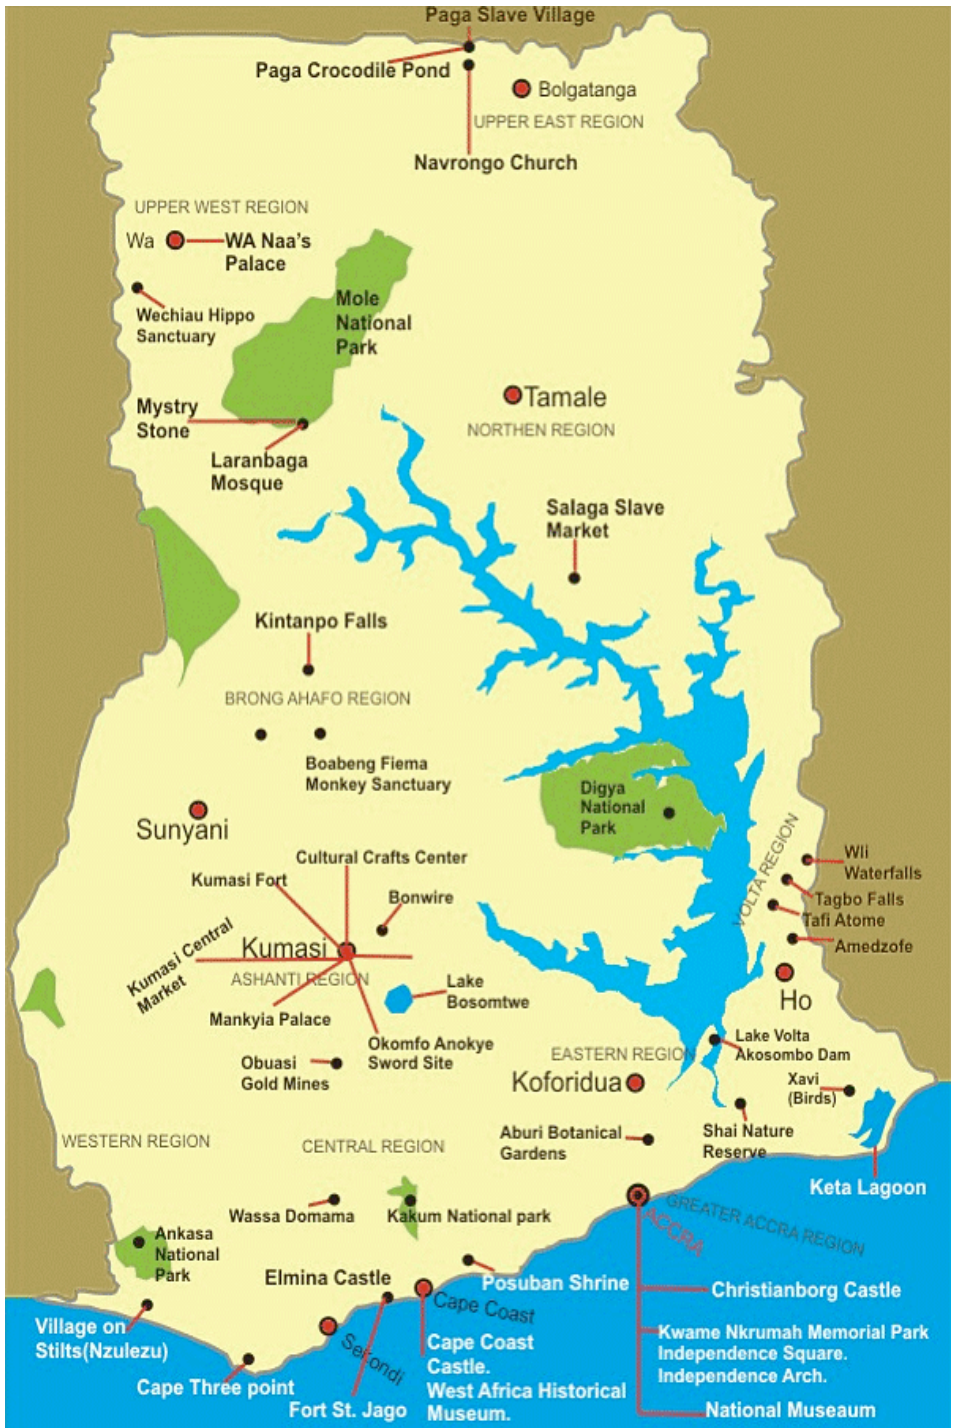 Paga Slave Village
Paga Crocodile Pond
Bolgatanga
UPPER EAST REGION
Navrongo Church
UPPER WEST REGION
Wa
WA Naa's
Palace
Wechiau Hippo
Sanctuary
Mole
National
Park
Mystry
Stone
Tamale
NORTHEN REGION
Laranbaga
Mosque
Salaga Slave
Market
Kintanpo Falls
BRONG AHAFO REGION
Boabeng Fiema
Monkey Sanctuary
Digya
National
Park
Sunyani
VOLTA REGION
Wli
Waterfalls
Tagbo Falls
Tafi Atome
Amedzofe
Cultural Crafts Center
Kumasi Fort
Bonwire
Kumasi
Kumasi Central
Market
ASHANTI REGION
Lake
Bosomtwe
Ho
Mankyia Palace
Okomfo Anokye
Sword Site
Obuasi
Gold Mines
Lake Volta
Akosombo Dam
EASTERN REGION
Koforidua
Xavi
(Birds)
Shai Nature
Reserve
Aburi Botanical
Gardens
WESTERN REGION
CENTRAL REGION
Keta Lagoon
Wassa Domama
Kakum National park
ACCRA
GREATER ACCRA REGION
Ankasa
National
Park
Elmina Castle
Posuban Shrine
Christianborg Castle
Cape Coast
Village on
Stilts(Nzulezu)
Sekondi
Cape Coast
Castle.
West Africa Historical
Museum.
Kwame Nkrumah Memorial Park
Independence Square.
Independence Arch.
Cape Three point
Fort St. Jago
National Museaum